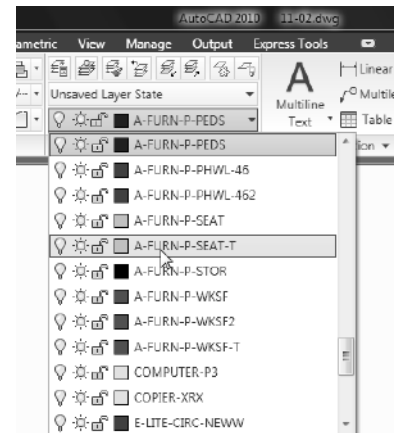 AutoCAD 2010 11-02.dwg
ametric View Manage Output Express Tools
Linear
Unsaved Layer State
Multile
Multiline
Text
A-FURN-P-PEDS
Table
A-FURN-P-PEDS
ion
A-FURN-P-PHWL-46
A-FURN-P-PHWL-462
A-FURN-P-SEAT
A-FURN-P-SEAT-T
A-FURN-P-STOR
A-FURN-P-WKSF
A-FURN-P-WKSF2
A-FURN-P-WKSF-T
COMPUTER-P3
COPIER-XRX
E-LITE-CIRC-NEWW